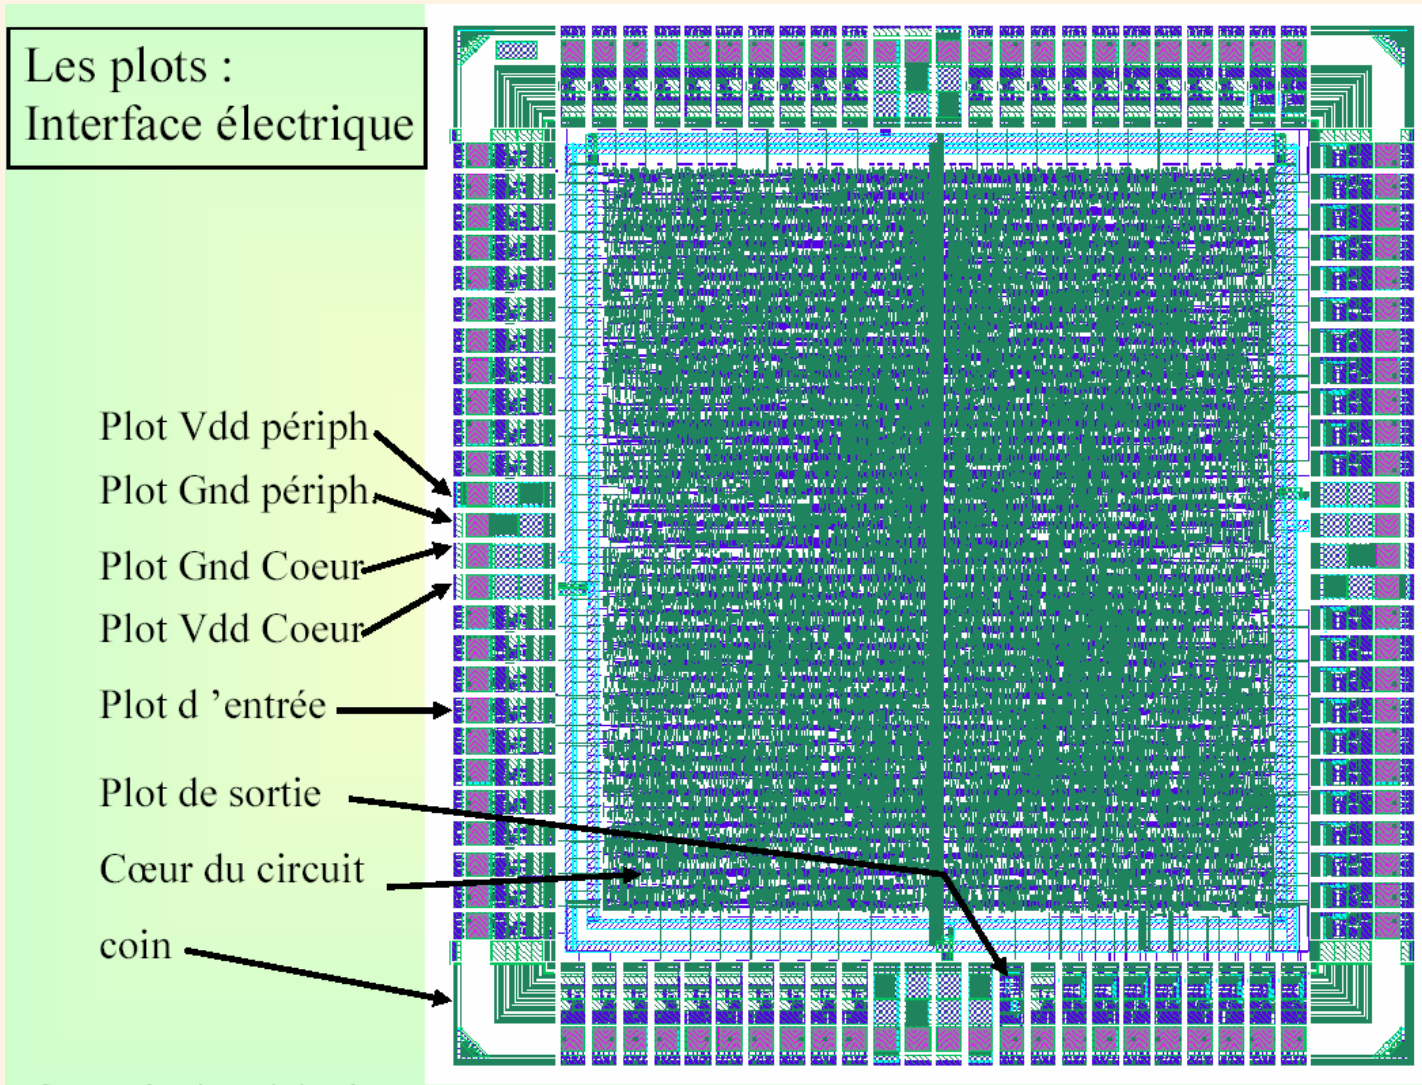 Les plots :
Interface électrique
Plot Vdd périph
Plot Gnd périph
Plot Gnd Coeur
Plot Vdd Coeur
Plot d ’entrée
Plot de sortie
Cœur du circuit
coin